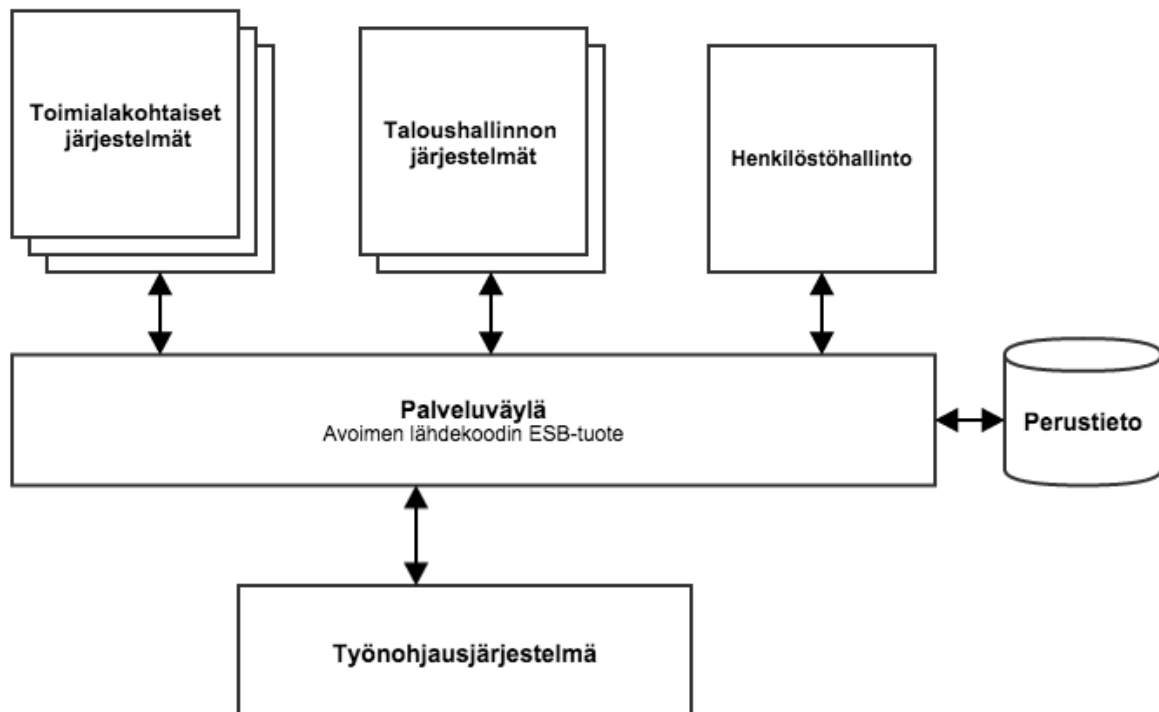 Toimialakohtaiset
järjestelmät
Taloushallinnon
järjestelmät
Henkilöstöhallinto
Palveluväylä
Avoimen lähdekoodin ESB-tuote
Perustieto
Työnohjausjärjestelmä